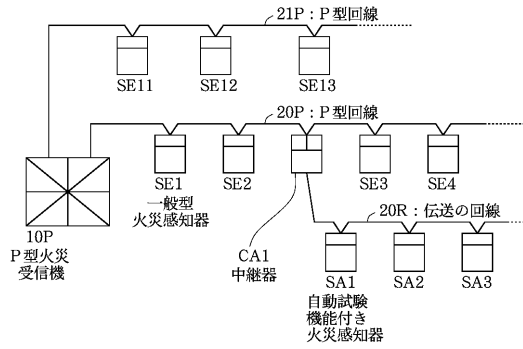 21P：P型回線
SE11
SE12
SE13
20P：P型回線
SE1
SE2
SE3
SE4
一般型
火災感知器
20R：伝送の回線
10P
P型火災
受信機
CA1
中継器
SA1
SA2
SA3
自動試験
機能付き
火災感知器